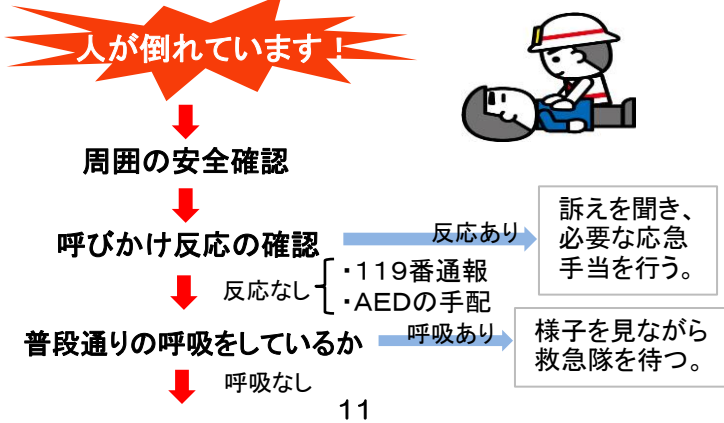 人が倒れています！
周囲の安全確認
呼びかけ反応の確認
反応あり
訴えを聞き、
必要な応急
手当を行う。
反応なし
・１１９番通報
・ＡＥＤの手配
普段通りの呼吸をしているか
呼吸あり
様子を見ながら
救急隊を待つ。
呼吸なし
11